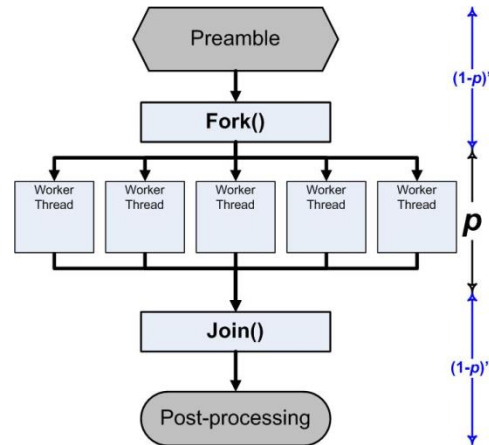 Preamble
(1-p)'
Fork()
Worker Thread
Worker Thread
Worker Thread
Worker Thread
Worker Thread
p
Join()
(1-p)'
Post-processing